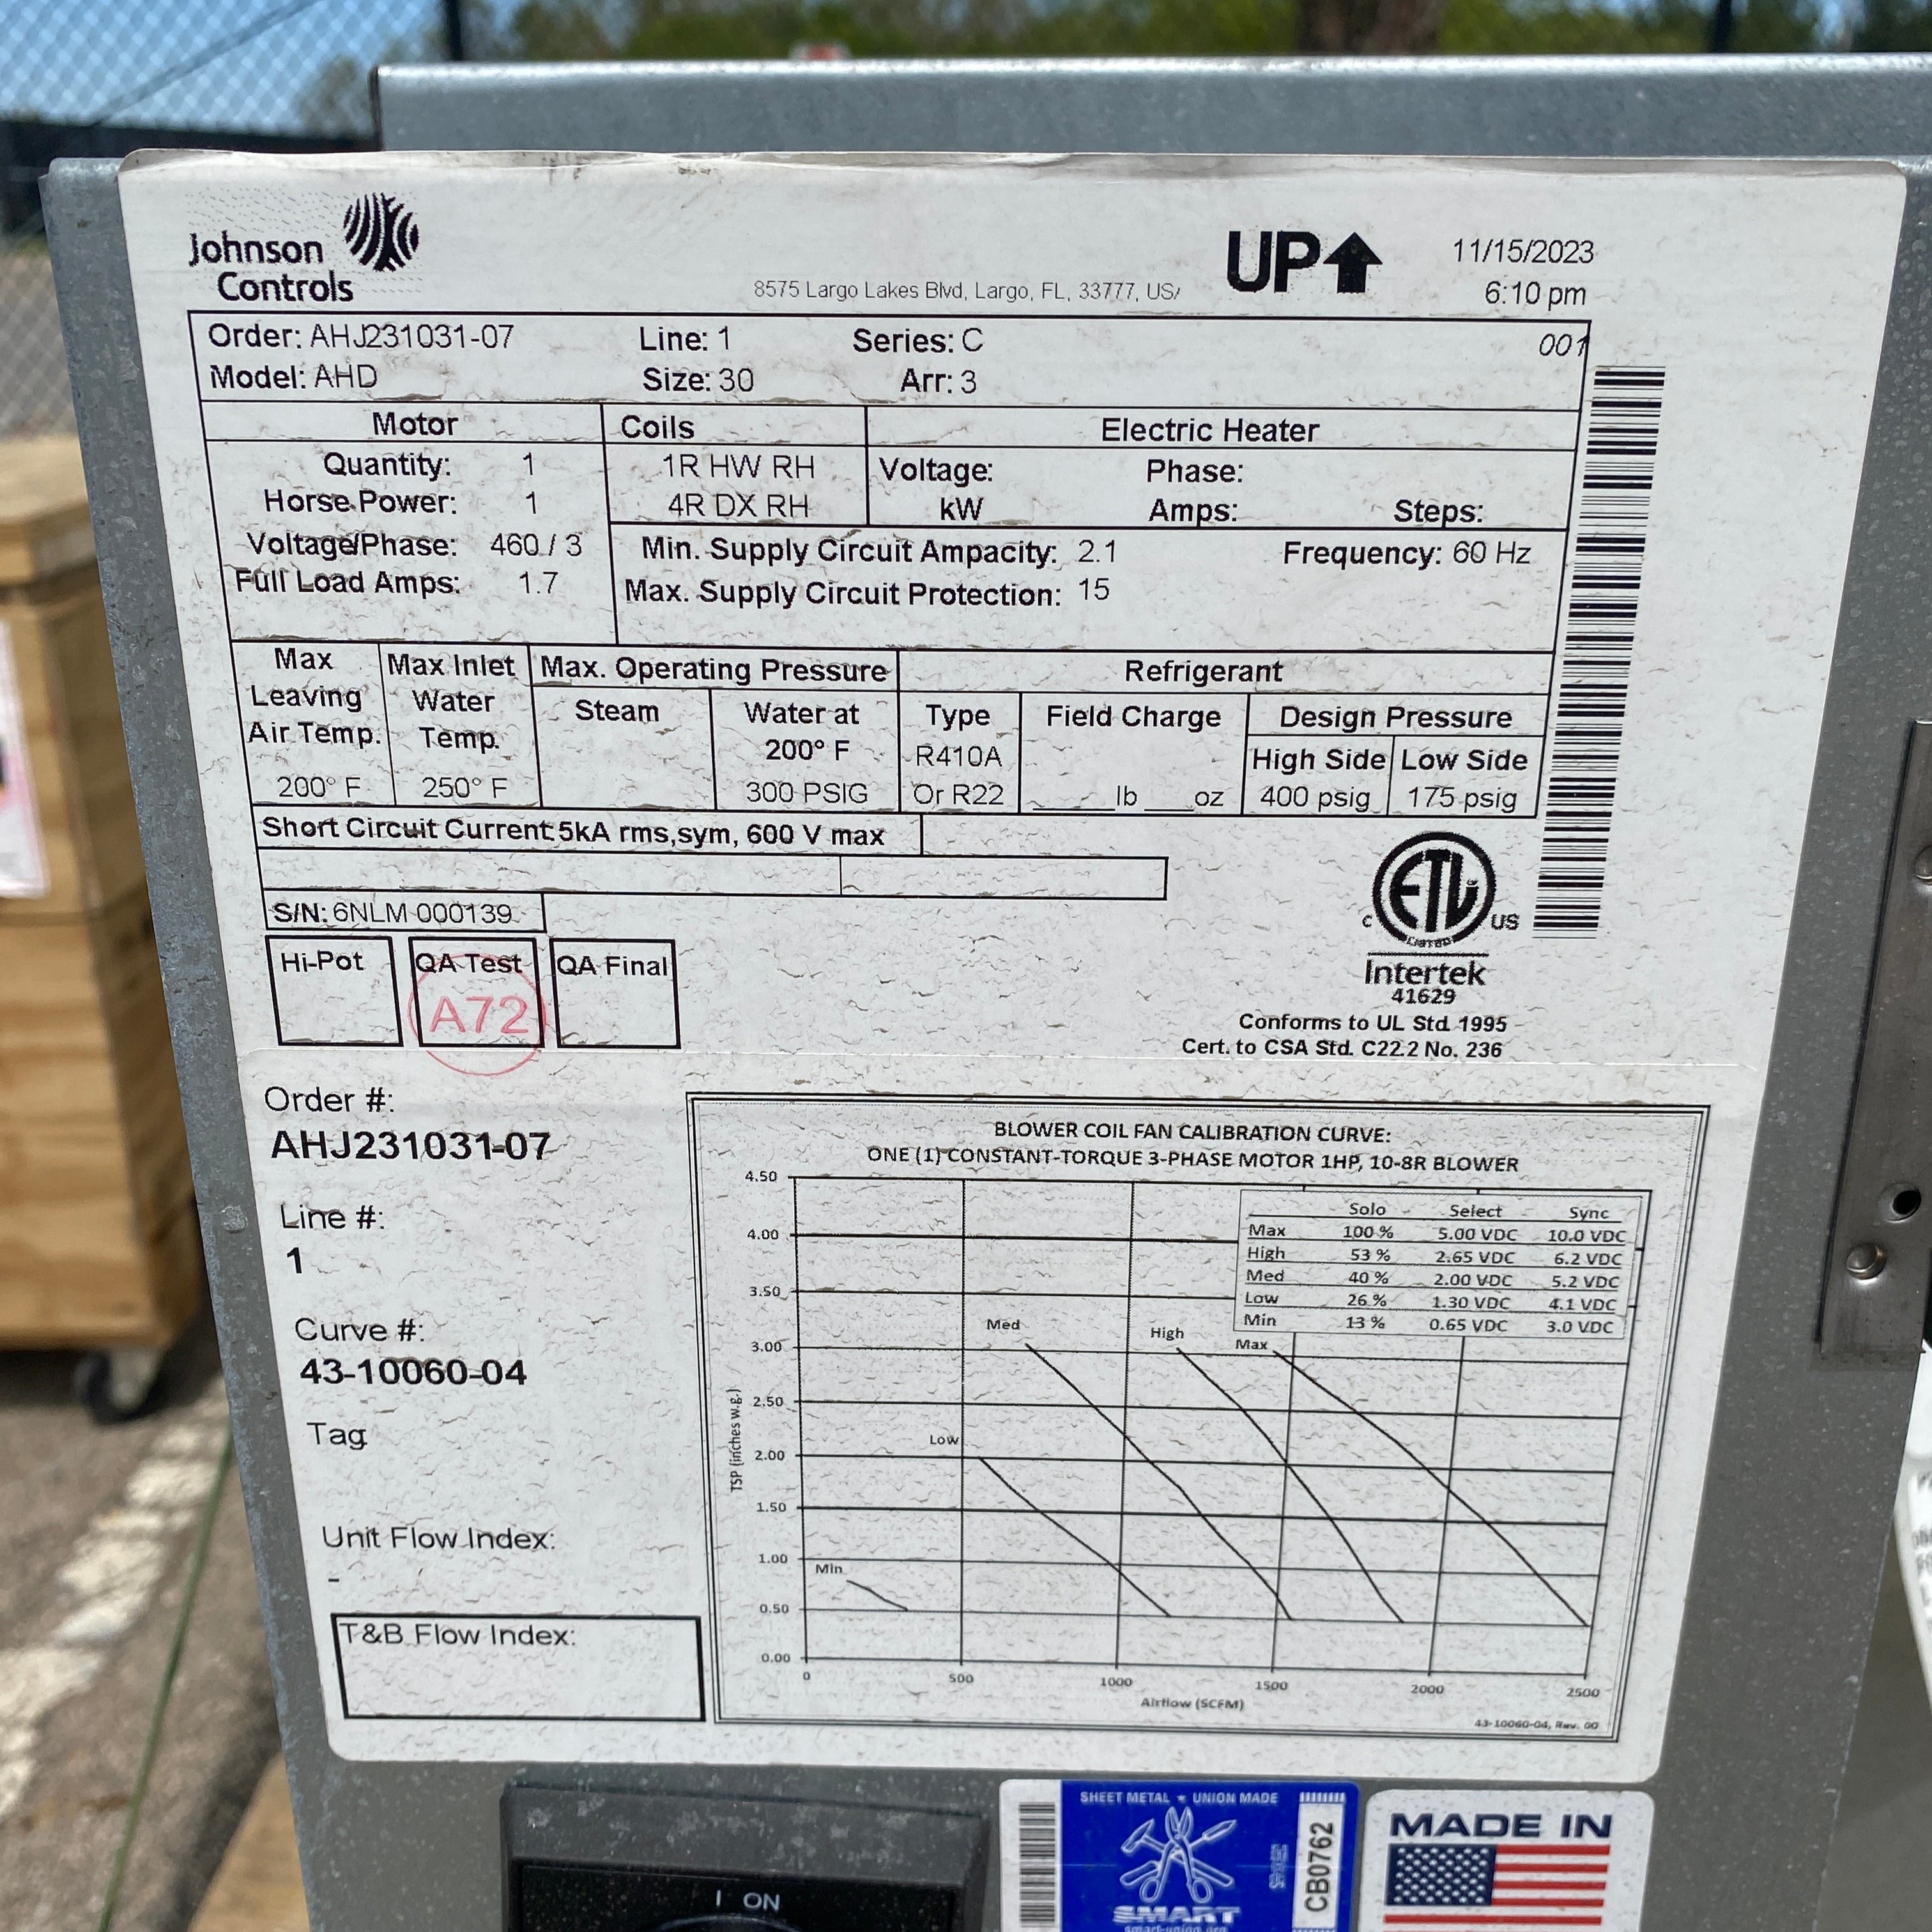 Johnson
Controls
8575 Largo Lakes Blvd, Largo, FL, 33777, US
UP
11/15/2023
6:10 pm
Order: AHJ231031-07 Line: 1 Series: C 001
Model: AHD Size: 30 Arr: 3
Motor Coils Electric Heater
Quantity: 1 1R HW RH Voltage: Phase:
Horse Power: 1 4R DX RH kW Amps: Steps:
Voltage/Phase: 460 / 3 Min. Supply Circuit Ampacity: 2.1 Frequency: 60 Hz
Full Load Amps: 1.7 Max. Supply Circuit Protection: 15
Max Leaving Air Temp. 200° F
Max Inlet Water Temp. 250° F
Max. Operating Pressure
Steam
Water at 200° F 300 PSIG
Refrigerant
Type R410A Or R22
Field Charge ____lb ___oz
Design Pressure
High Side 400 psig
Low Side 175 psig
Short Circuit Current: 5kA rms,sym, 600 V max
S/N: 6NLM 000139
Hi-Pot QA Test QA Final
A72
C ETL US
LISTED
Intertek
41629
Conforms to UL Std 1995
Cert. to CSA Std. C22.2 No. 236
Order #:
AHJ231031-07
Line #:
1
Curve #:
43-10060-04
Tag
Unit Flow Index:
-
T&B Flow Index:
BLOWER COIL FAN CALIBRATION CURVE:
ONE (1) CONSTANT-TORQUE 3-PHASE MOTOR 1HP, 10-8R BLOWER
Solo Select Sync
Max 100 % 5.00 VDC 10.0 VDC
High 53 % 2.65 VDC 6.2 VDC
Med 40 % 2.00 VDC 5.2 VDC
Low 26 % 1.30 VDC 4.1 VDC
Min 13 % 0.65 VDC 3.0 VDC
TSP (inches w.g.)
4.50
4.00
3.50
3.00
2.50
2.00
1.50
1.00
0.50
0.00
Med High Max
Low
Min
0 500 1000 1500 2000 2500
Airflow (SCFM)
43-10060-04, Rev. 00
I ON
SHEET METAL UNION MADE
CB0762
SMART
smart-union.org
MADE IN